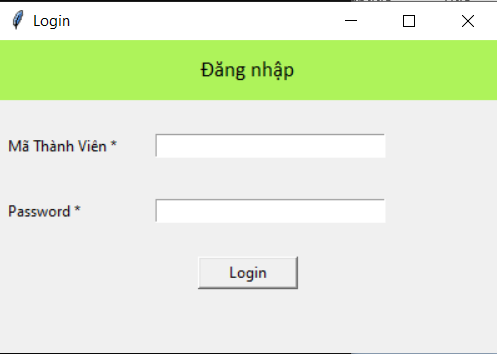 Login
Đăng nhập
Mã Thành Viên *
Password *
Login